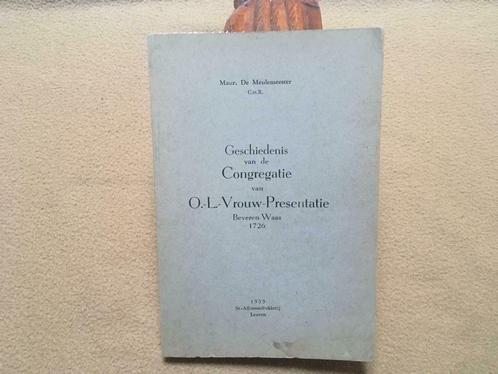 Maur. De Meulemeester
C.ss.R.
Geschiedenis
van de
Congregatie
van
O.-L.-Vrouw-Presentatie
Beveren-Waas
1726
1939
St-Alfonsusdrukkerij
Leuven